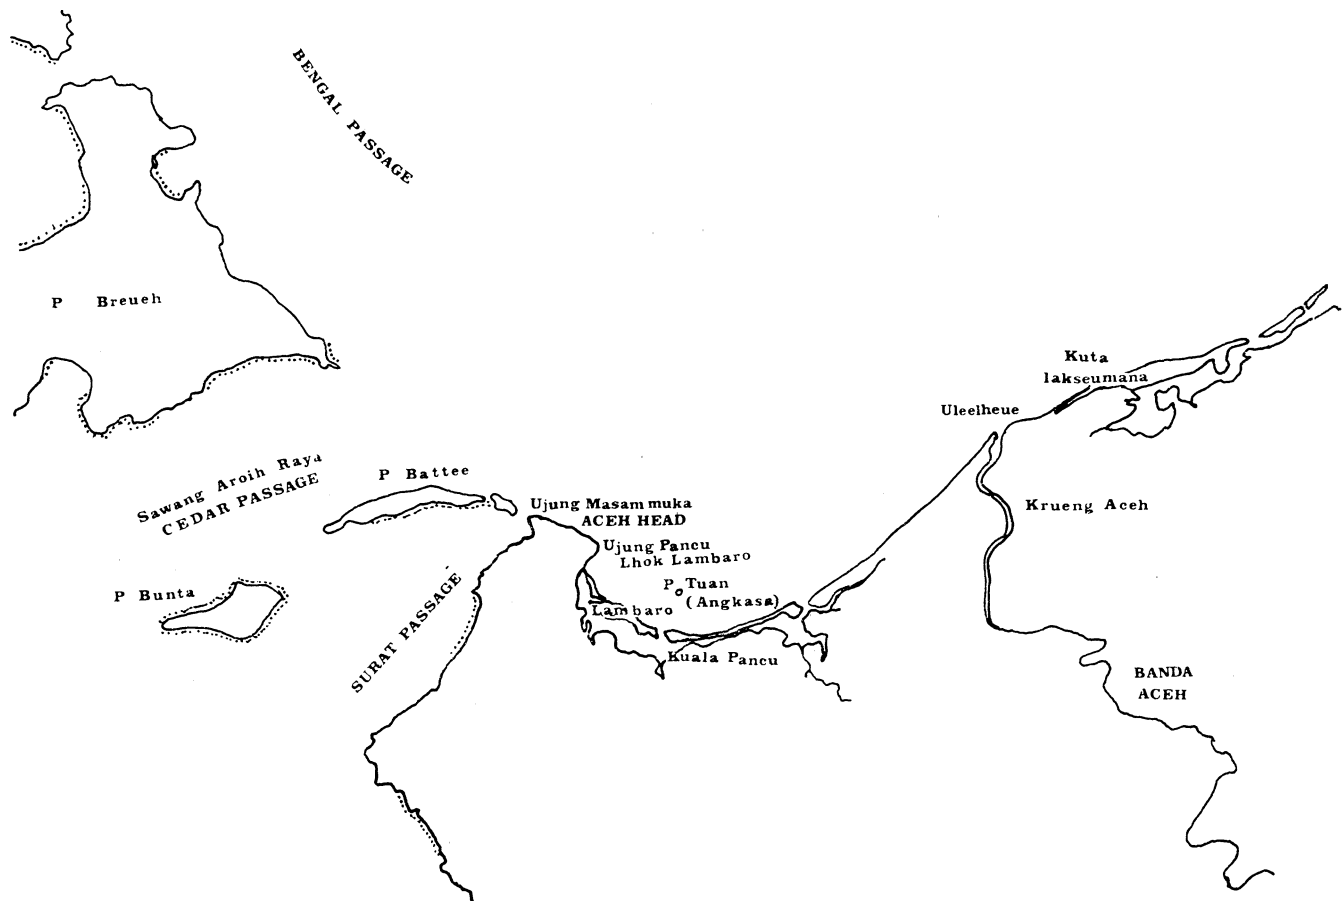 BENGAL PASSAGE
P Breueh
Kuta
lakseumana
Uleelheue
Sawang Aroih Raya
CEDAR PASSAGE
P Battee
Ujung Masam muka
ACEH HEAD
Krueng Aceh
Ujung Pancu
Lhok Lambaro
P Tuan
(Angkasa)
P Bunta
Lambaro
SURAT PASSAGE
Kuala Pancu
BANDA
ACEH